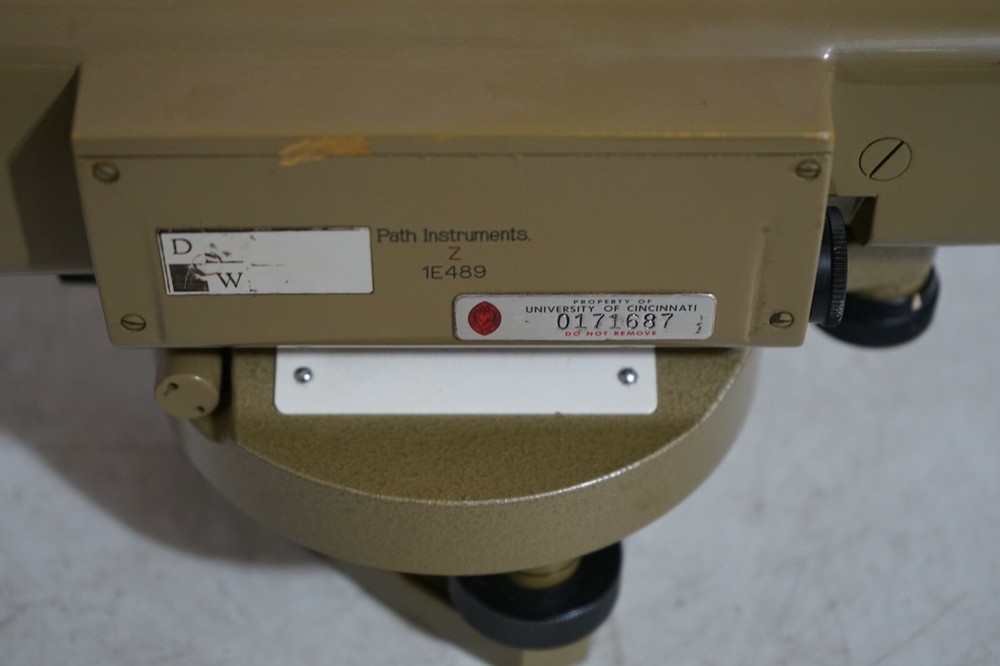 D
W
Path Instruments.
Z
1E489
PROPERTY OF
UNIVERSITY OF CINCINNATI
0171687
DO NOT REMOVE